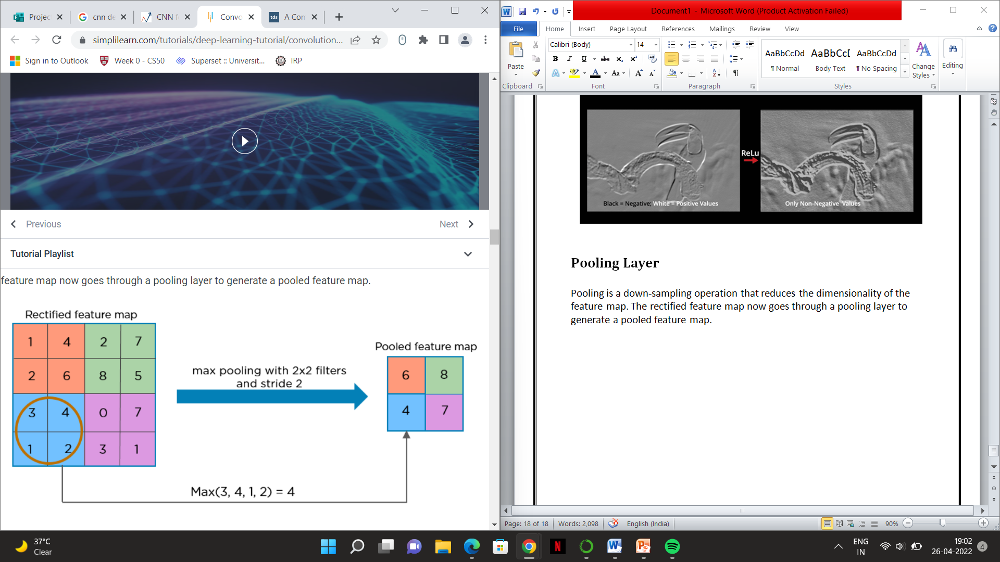 Projec
cnn de
CNN f
Convo
A Com
simplilearn.com/tutorials/deep-learning-tutorial/convolution...
Sign in to Outlook
Week 0 - CS50
Superset :: Universit...
IRP
Previous
Next
Tutorial Playlist
feature map now goes through a pooling layer to generate a pooled feature map.
Rectified feature map
1 4 2 7
2 6 8 5
3 4 0 7
1 2 3 1
max pooling with 2x2 filters
and stride 2
Pooled feature map
6 8
4 7
Max(3, 4, 1, 2) = 4
Document1 - Microsoft Word (Product Activation Failed)
File Home Insert Page Layout References Mailings Review View
Paste
Clipboard
Calibri (Body) 14
Font
Paragraph
AaBbCcDd AaBbCc AaBbCcDd
¶ Normal Body Text ¶ No Spacing
Styles
Change
Styles
Editing
ReLu
Black = Negative; White = Positive Values
Only Non-Negative Values
Pooling Layer
Pooling is a down-sampling operation that reduces the dimensionality of the
feature map. The rectified feature map now goes through a pooling layer to
generate a pooled feature map.
Page: 18 of 18 Words: 2,098 English (India) 90%
37°C
Clear
ENG
IN
19:02
26-04-2022
4